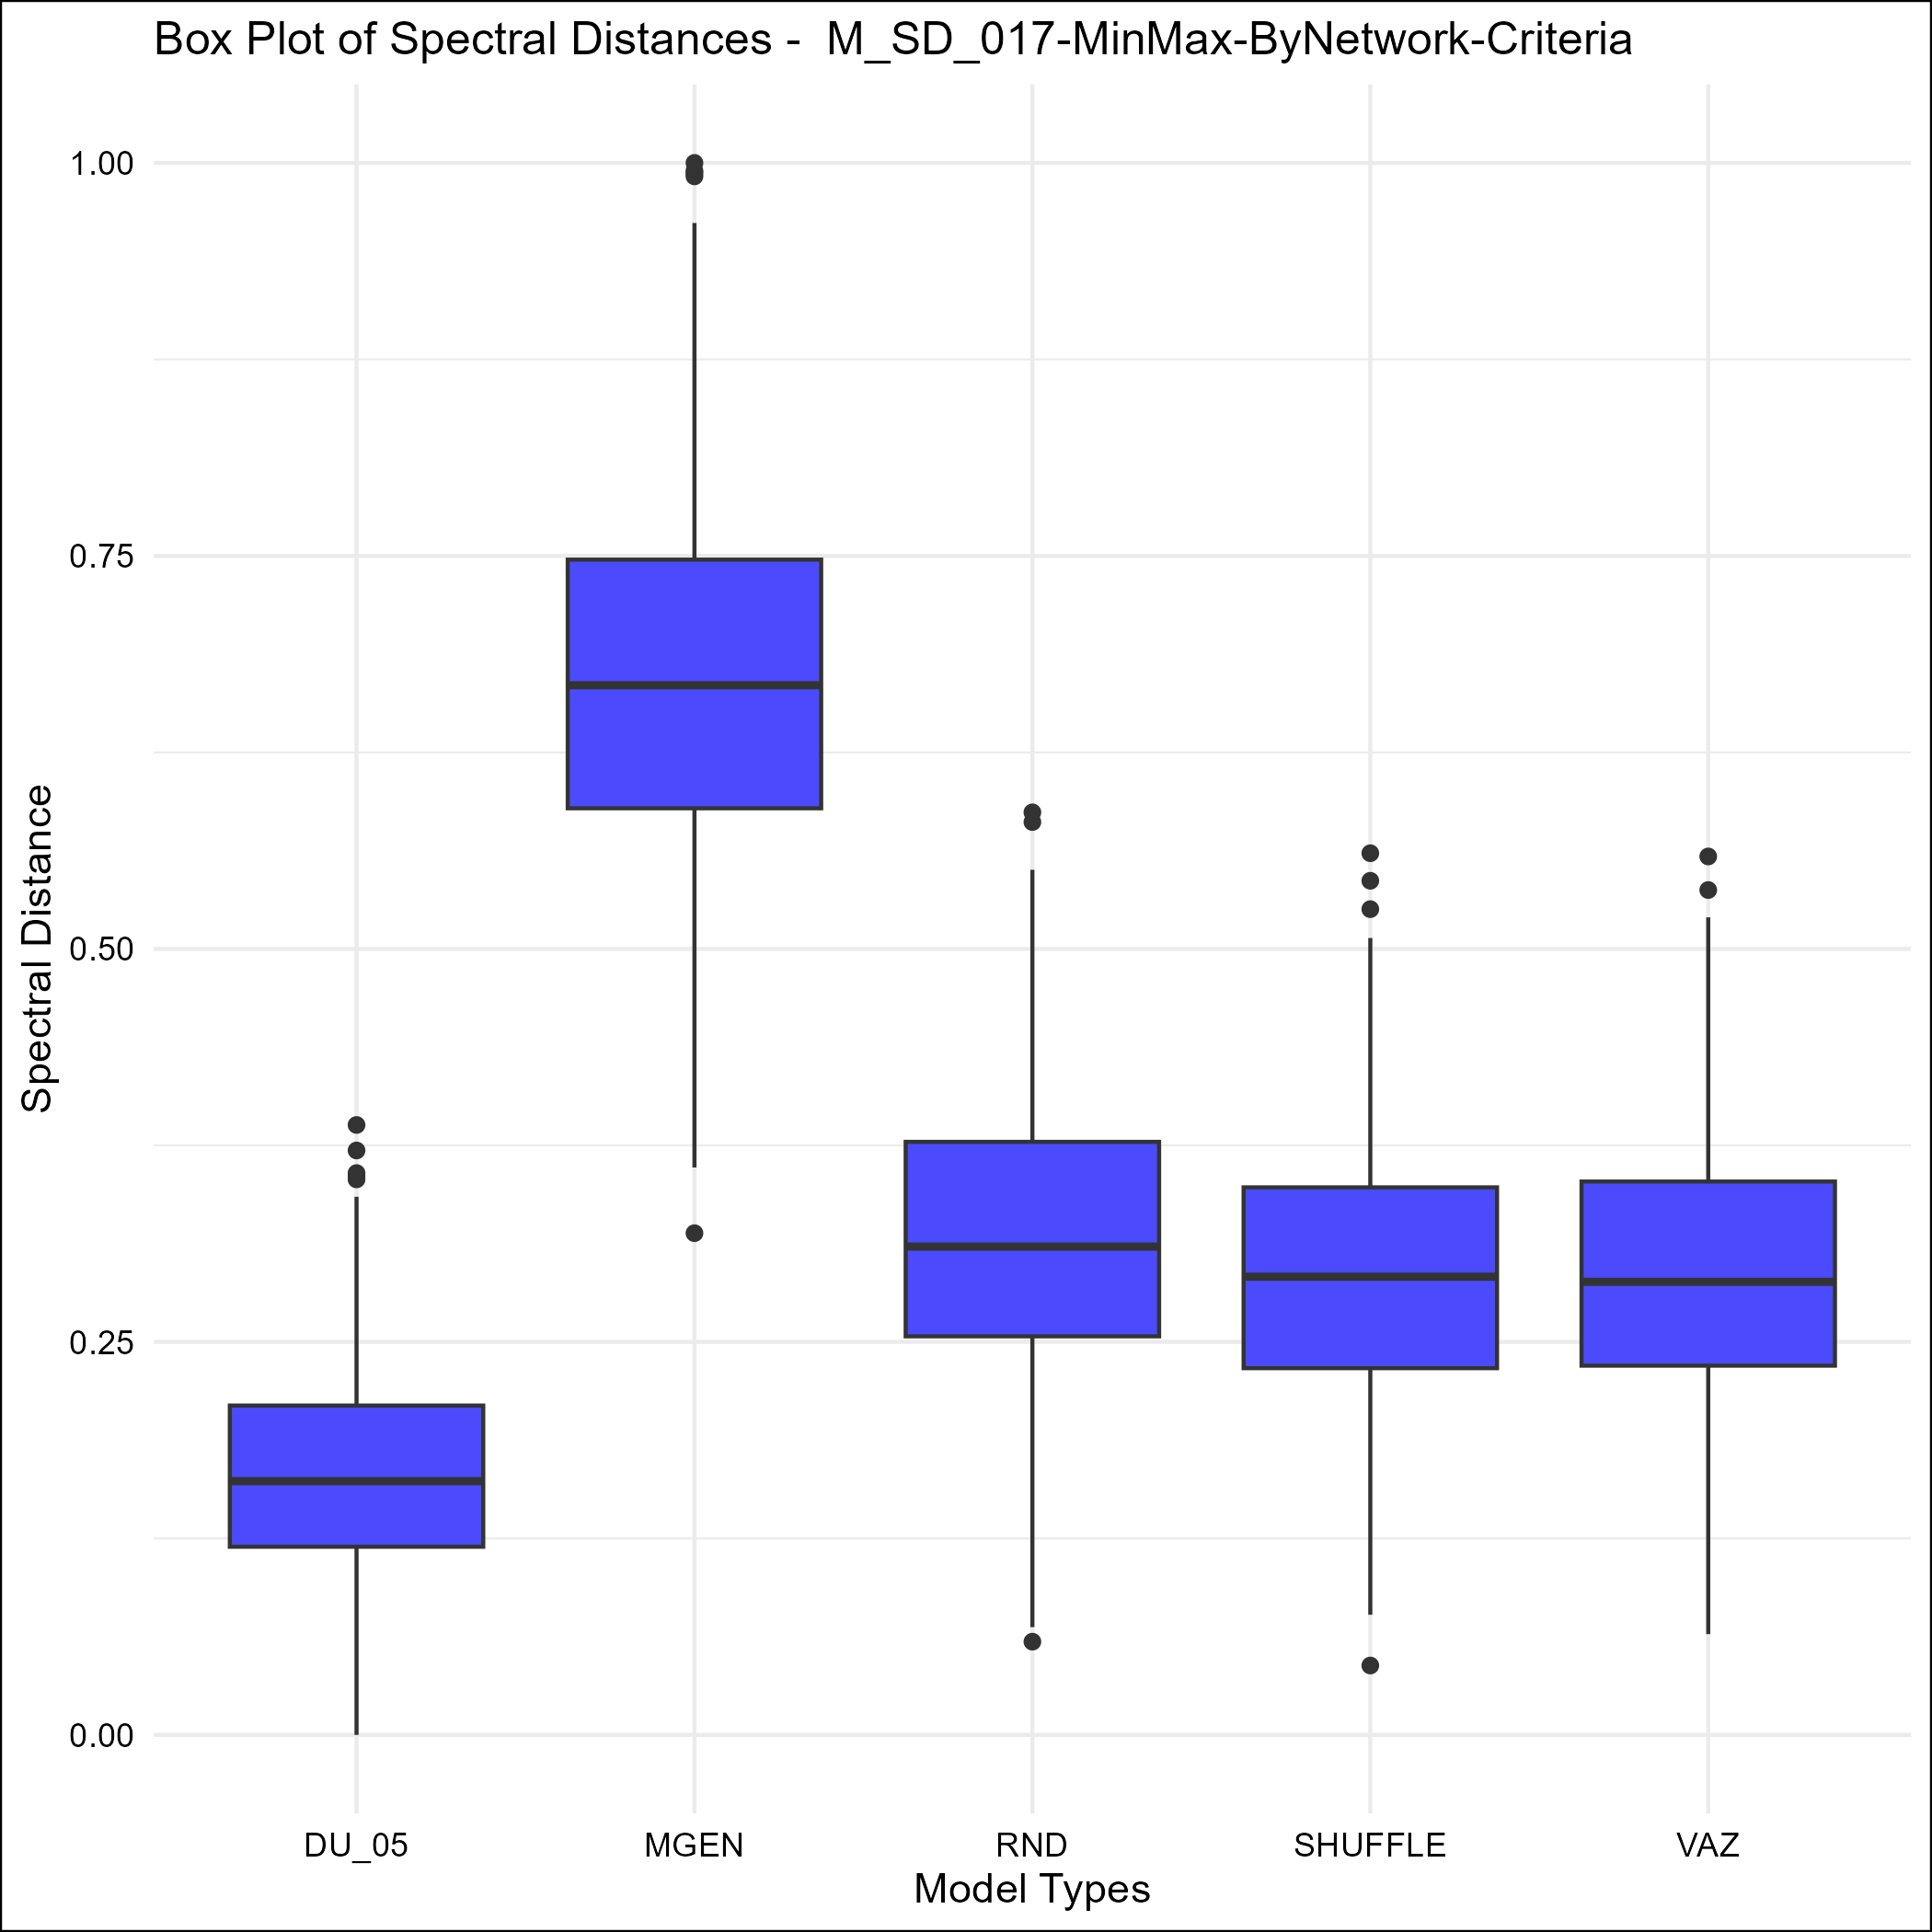 Box Plot of Spectral Distances -  M_SD_017-MinMax-ByNetwork-Criteria
1.00
0.75
0.50
0.25
0.00
Spectral Distance
DU_05 MGEN RND SHUFFLE VAZ
Model Types